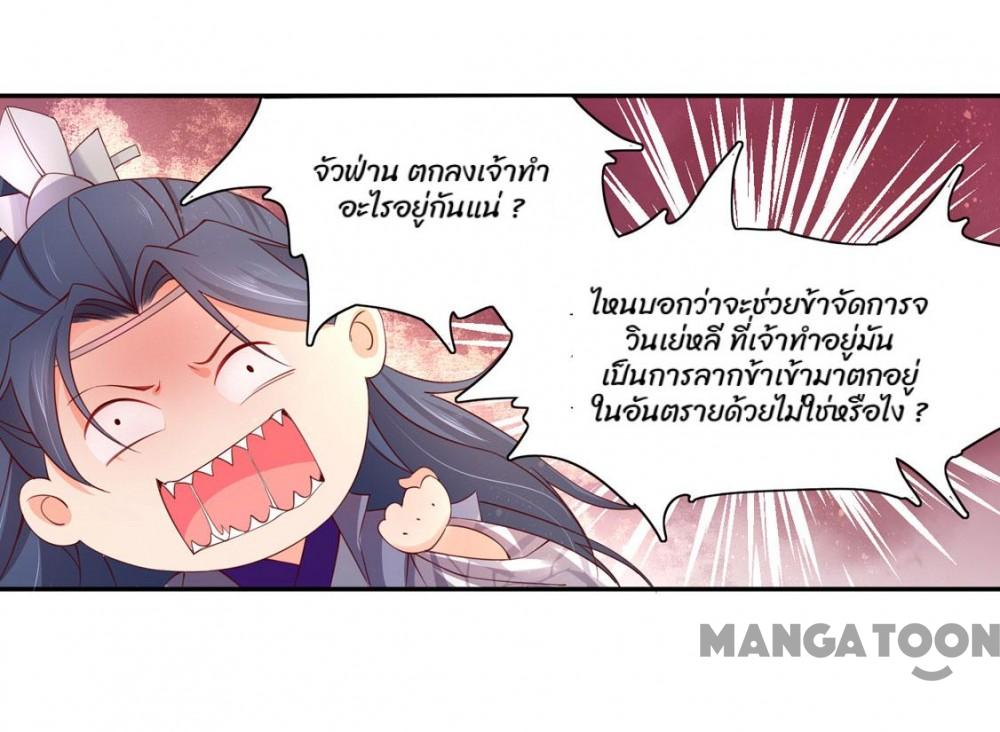 จัวฟ่าน ตกลงเจ้าทำ
อะไรอยู่กันแน่ ?
ไหนบอกว่าจะช่วยข้าจัดการจ
วินเย่หลี ที่เจ้าทำอยู่มัน
เป็นการลากข้าเข้ามาตกอยู่
ในอันตรายด้วยไม่ใช่หรือไง ?
MANGATOON